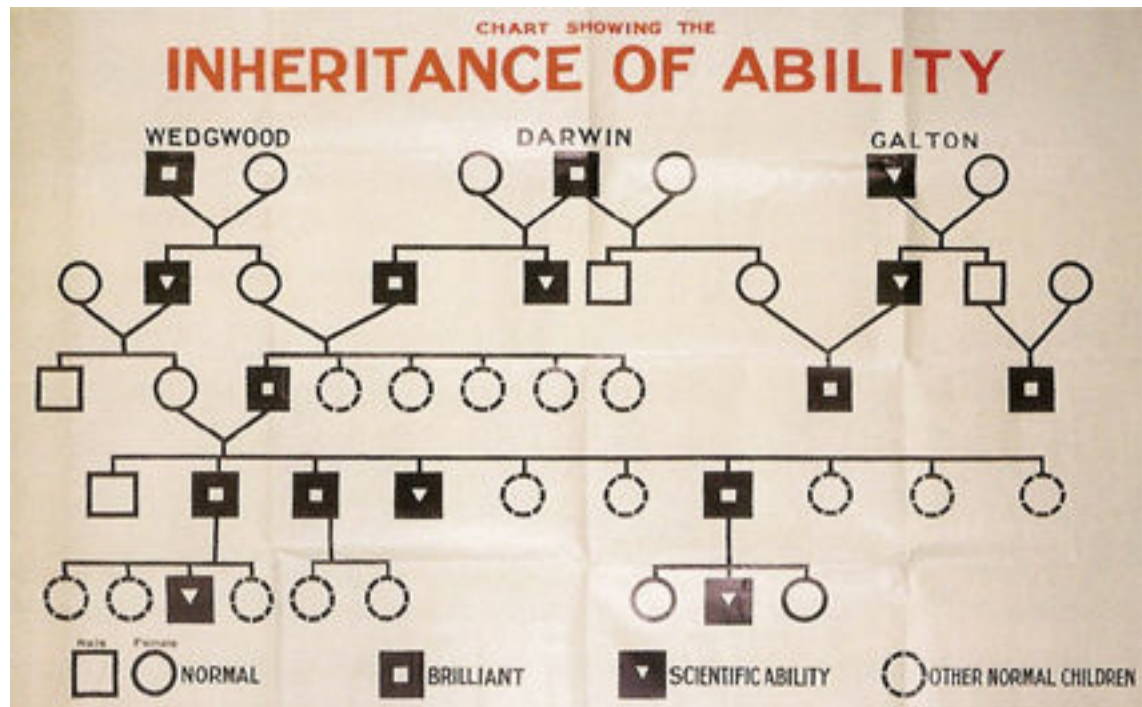 CHART SHOWING THE
INHERITANCE OF ABILITY
WEDGWOOD DARWIN GALTON
Male Female
NORMAL BRILLIANT SCIENTIFIC ABILITY OTHER NORMAL CHILDREN